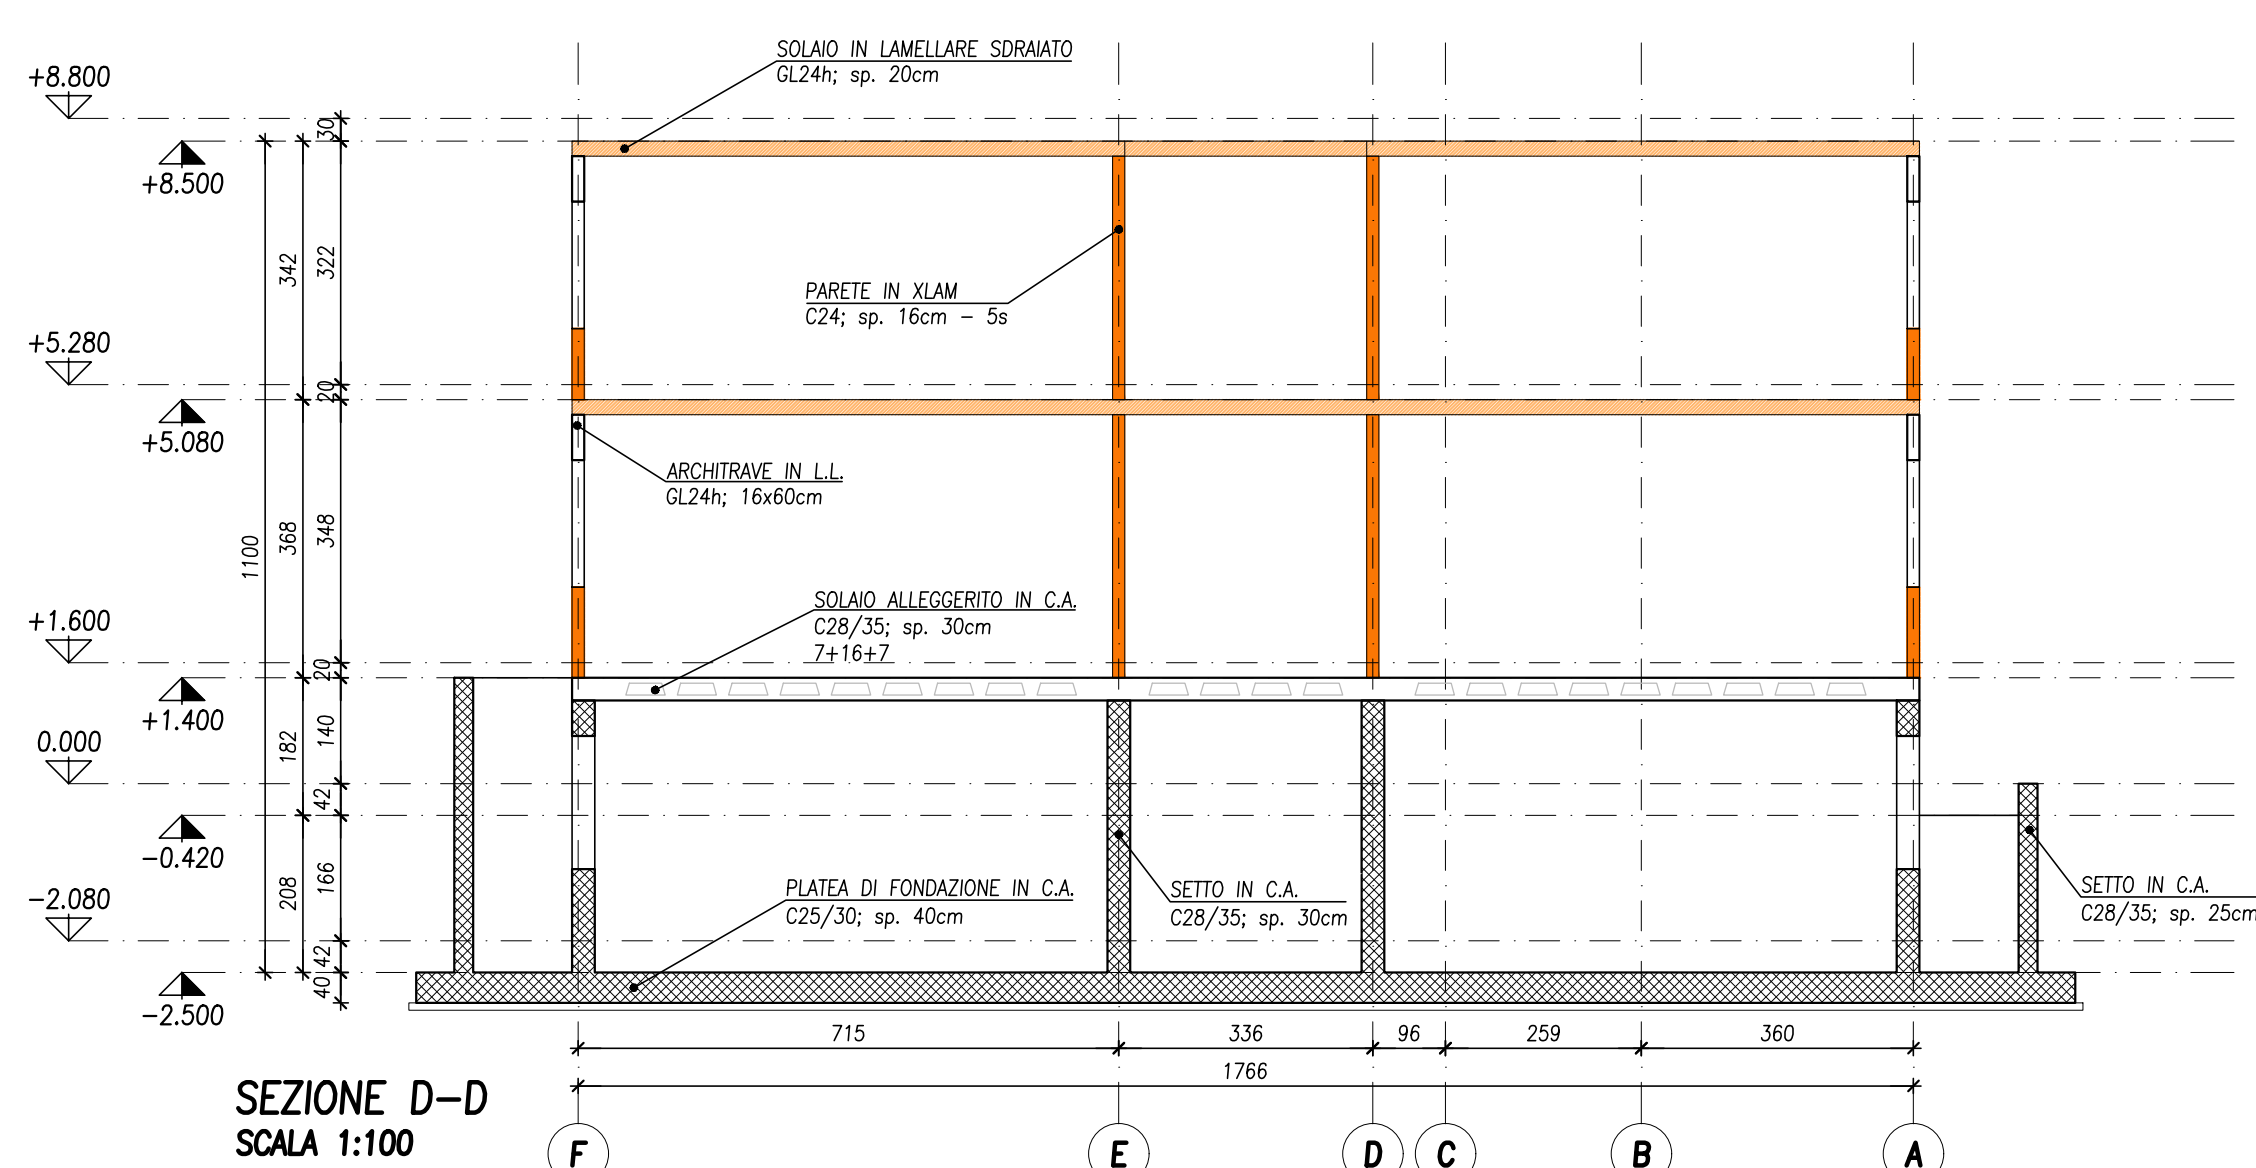 SOLAIO IN LAMELLARE SDRAIATO
GL24h; sp. 20cm
+8.800
30
+8.500
342
322
PARETE IN XLAM
C24; sp. 16cm - 5s
+5.280
20
+5.080
ARCHITRAVE IN L.L.
GL24h; 16x60cm
1100
368
348
SOLAIO ALLEGGERITO IN C.A.
C28/35; sp. 30cm
7+16+7
+1.600
20
+1.400
182
140
0.000
42
-0.420
208
166
PLATEA DI FONDAZIONE IN C.A.
C25/30; sp. 40cm
SETTO IN C.A.
C28/35; sp. 30cm
SETTO IN C.A.
C28/35; sp. 25cm
-2.080
42
40
-2.500
715
336
96
259
360
1766
SEZIONE D-D
SCALA 1:100
F
E
D
C
B
A